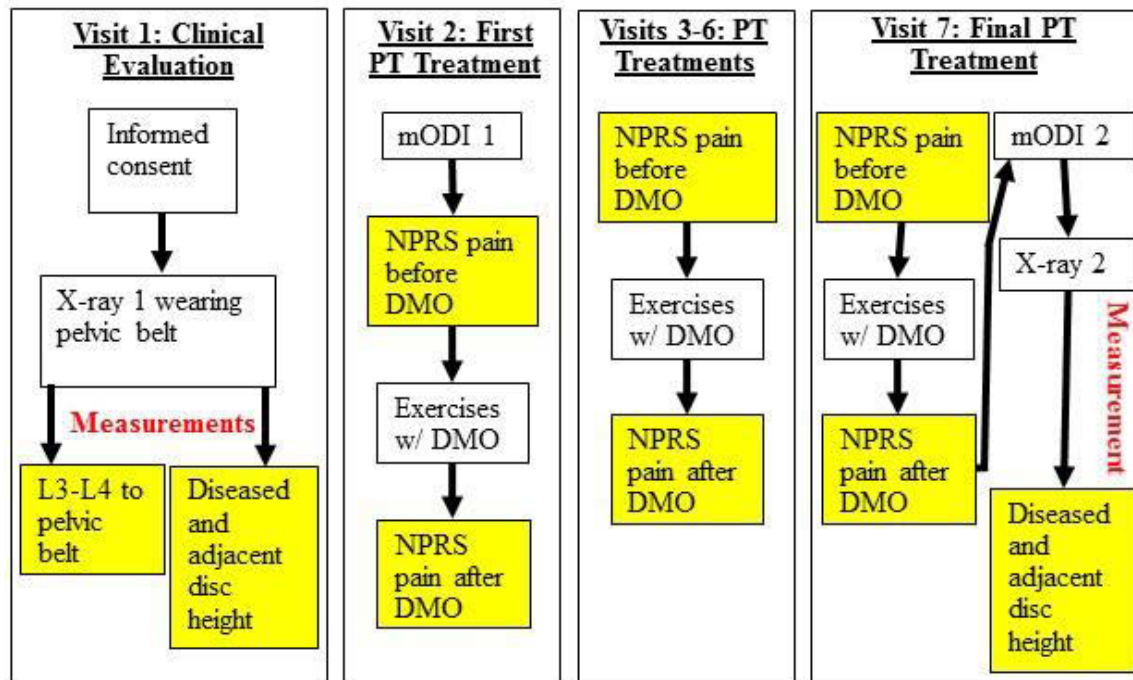 Visit 1: Clinical
Evaluation
Informed
consent
X-ray 1 wearing
pelvic belt
Measurements
L3-L4 to
pelvic
belt
Diseased
and
adjacent
disc
height
Visit 2: First
PT Treatment
mODI 1
NPRS pain
before
DMO
Exercises
w/ DMO
NPRS
pain after
DMO
Visits 3-6: PT
Treatments
NPRS pain
before
DMO
Exercises
w/ DMO
NPRS
pain after
DMO
Visit 7: Final PT
Treatment
NPRS pain
before
DMO
Exercises
w/ DMO
NPRS
pain after
DMO
mODI 2
X-ray 2
Measurement
Diseased
and
adjacent
disc
height